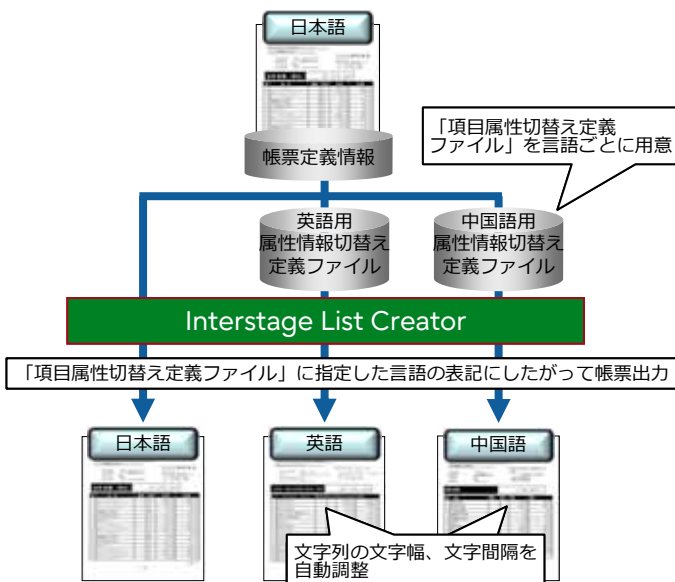 日本語
帳票定義情報
「項目属性切替え定義
ファイル」を言語ごとに用意
英語用
属性情報切替え
定義ファイル
中国語用
属性情報切替え
定義ファイル
Interstage List Creator
「項目属性切替え定義ファイル」に指定した言語の表記にしたがって帳票出力
日本語
英語
中国語
文字列の文字幅、文字間隔を
自動調整